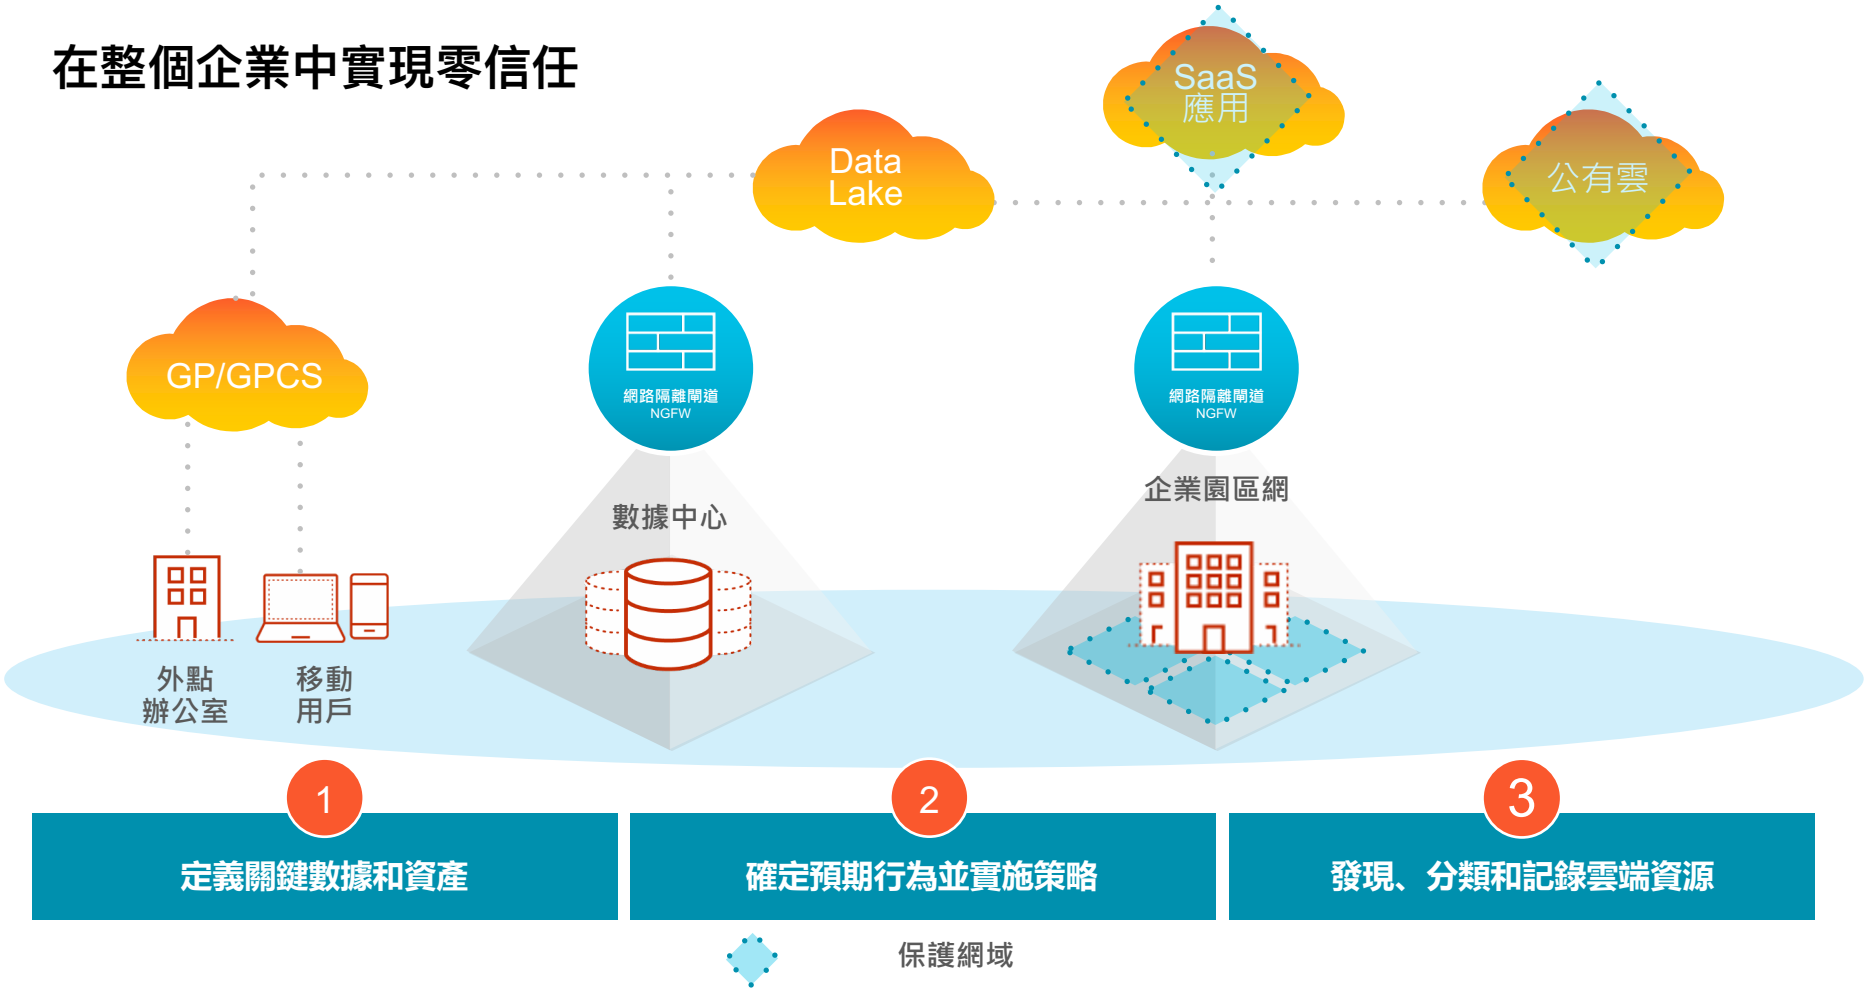 在整個企業中實現零信任
SaaS
應用
Data
Lake
公有雲
GP/GPCS
網路隔離閘道
NGFW
網路隔離閘道
NGFW
數據中心
企業園區網
外點
辦公室
移動
用戶
1
2
3
定義關鍵數據和資產
確定預期行為並實施策略
發現、分類和記錄雲端資源
保護網域